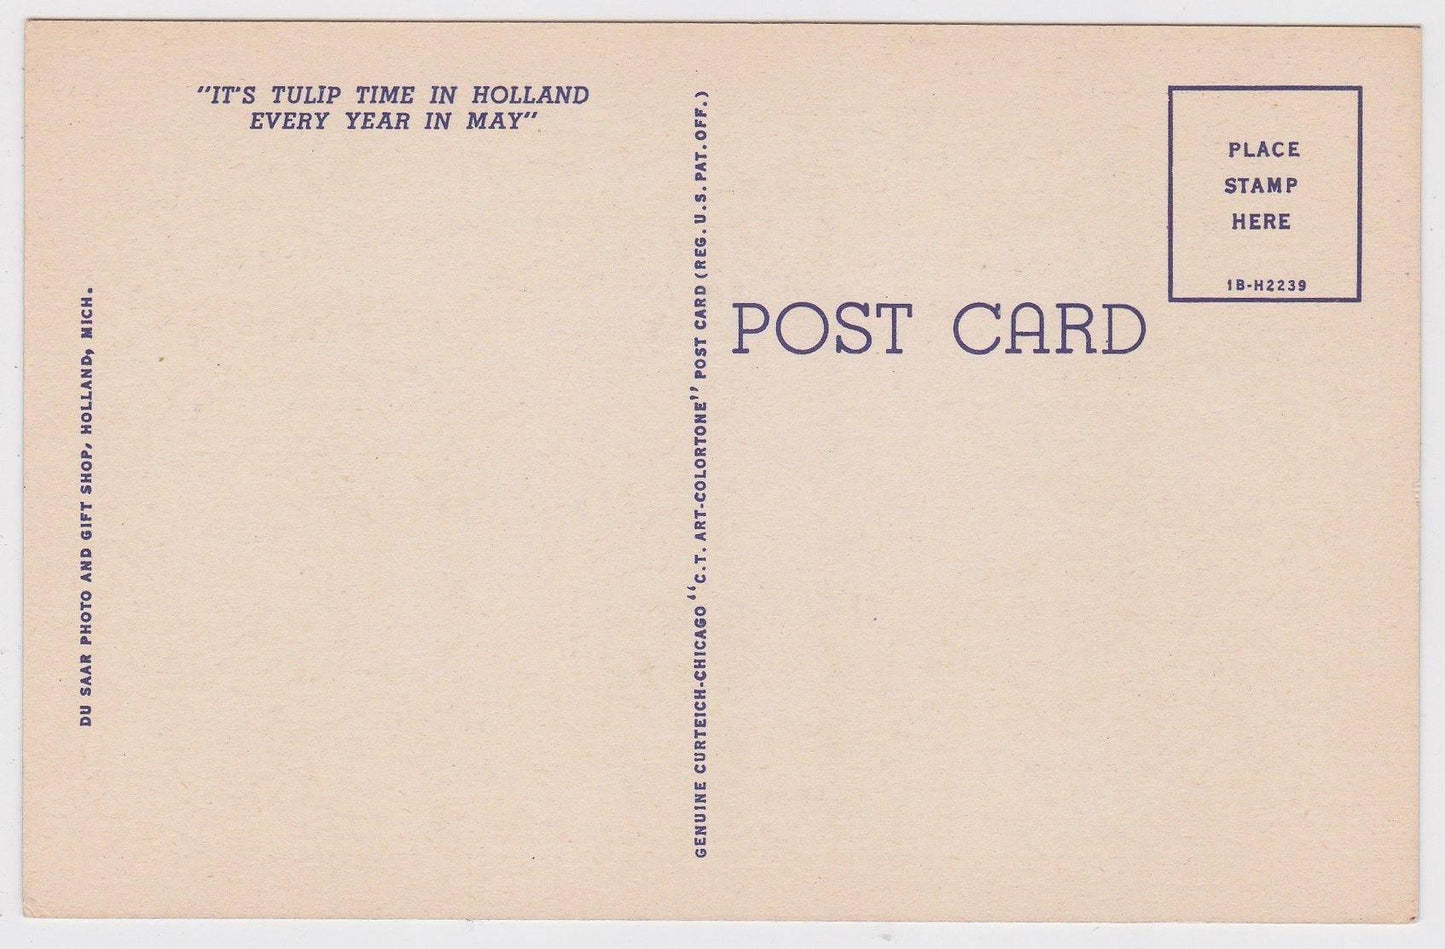 "IT'S TULIP TIME IN HOLLAND
EVERY YEAR IN MAY"
DU SAAR PHOTO AND GIFT SHOP, HOLLAND, MICH.
GENUINE CURTEICH-CHICAGO "C.T. ART-COLORTONE" POST CARD (REG. U.S. PAT. OFF.)
POST CARD
PLACE
STAMP
HERE
1B-H2239